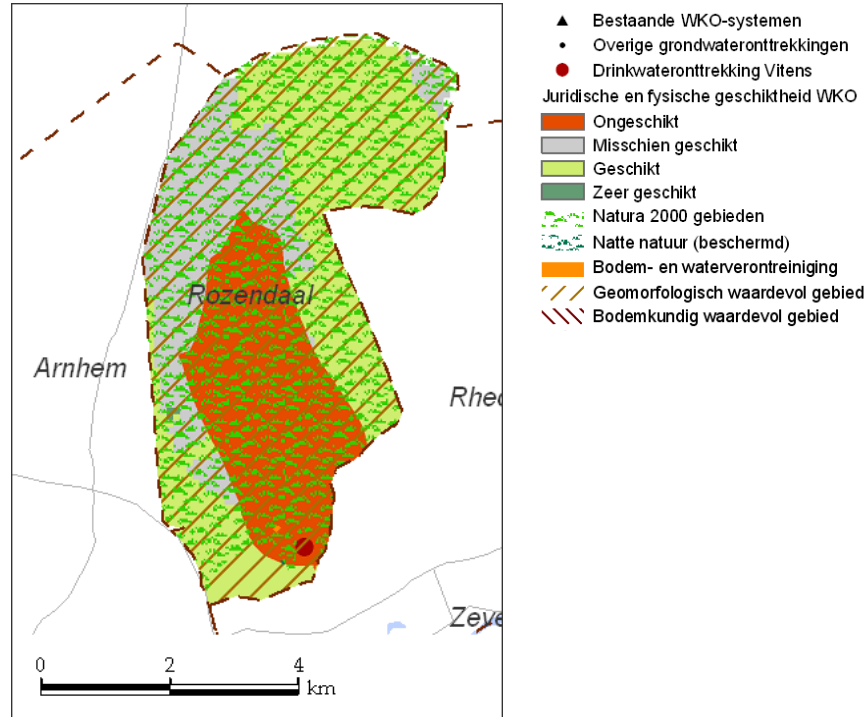 Bestaande WKO-systemen
Overige grondwateronttrekkingen
Drinkwateronttrekking Vitens
Juridische en fysische geschiktheid WKO
Ongeschikt
Misschien geschikt
Geschikt
Zeer geschikt
Natura 2000 gebieden
Natte natuur (beschermd)
Bodem- en waterverontreiniging
Geomorfologisch waardevol gebied
Bodemkundig waardevol gebied
Rozendaal
Arnhem
Rhed
Zeve
0 2 4
km